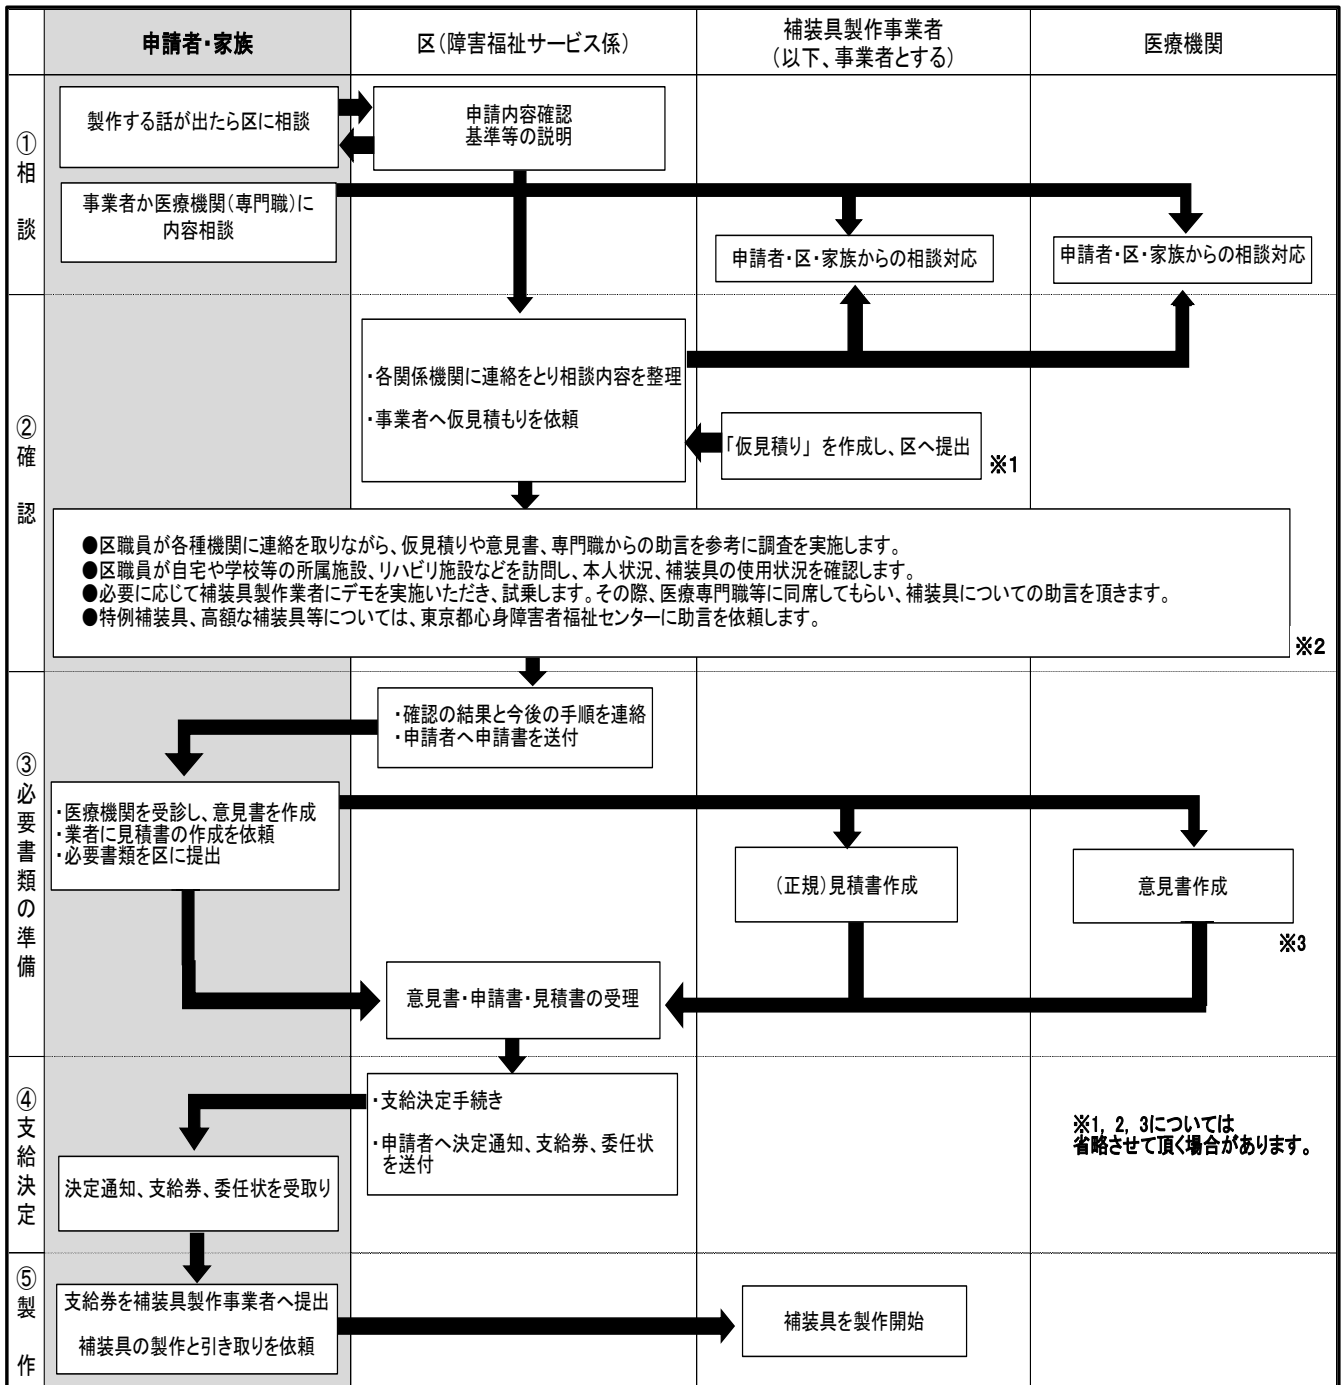 申請者・家族
区(障害福祉サービス係)
補装具製作事業者
(以下、事業者とする)
医療機関
①相談
製作する話が出たら区に相談
申請内容確認
基準等の説明
事業者か医療機関(専門職)に
内容相談
申請者・区・家族からの相談対応
申請者・区・家族からの相談対応
②確認
・各関係機関に連絡をとり相談内容を整理
・事業者へ仮見積もりを依頼
「仮見積り」を作成し、区へ提出
※1
●区職員が各種機関に連絡を取りながら、仮見積りや意見書、専門職からの助言を参考に調査を実施します。
●区職員が自宅や学校等の所属施設、リハビリ施設などを訪問し、本人状況、補装具の使用状況を確認します。
●必要に応じて補装具製作業者にデモを実施いただき、試乗します。その際、医療専門職等に同席してもらい、補装具についての助言を頂きます。
●特例補装具、高額な補装具等については、東京都心身障害者福祉センターに助言を依頼します。
※2
③必要書類の準備
・確認の結果と今後の手順を連絡
・申請者へ申請書を送付
・医療機関を受診し、意見書を作成
・業者に見積書の作成を依頼
・必要書類を区に提出
(正規)見積書作成
意見書作成
※3
意見書・申請書・見積書の受理
④支給決定
・支給決定手続き
・申請者へ決定通知、支給券、委任状
を送付
※1, 2, 3については
省略させて頂く場合があります。
決定通知、支給券、委任状を受取り
⑤製作
支給券を補装具製作事業者へ提出
補装具の製作と引き取りを依頼
補装具を製作開始